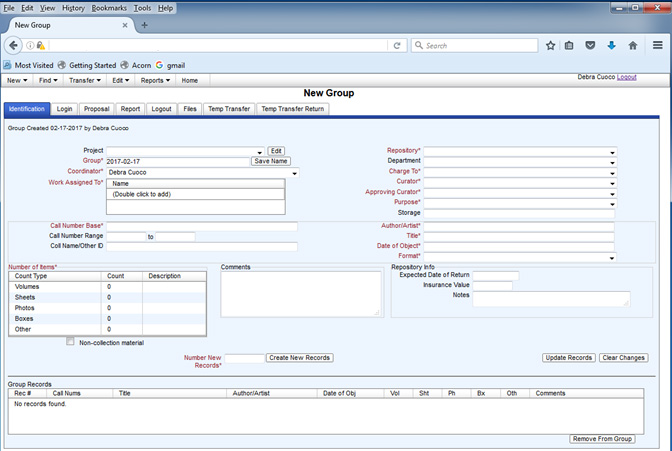 File Edit View History Bookmarks Tools Help
New Group
Search
Most Visited Getting Started Acorn gmail
New Find Transfer Edit Reports Home
Debra Cuoco Logout
New Group
Identification Login Proposal Report Logout Files Temp Transfer Temp Transfer Return
Group Created 02-17-2017 by Debra Cuoco
Project Edit
Group* 2017-02-17 Save Name
Coordinator* Debra Cuoco
Work Assigned To* Name
(Double click to add)
Repository*
Department
Charge To*
Curator*
Approving Curator*
Purpose*
Storage
Call Number Base*
Call Number Range to
Coll Name/Other ID
Author/Artist*
Title*
Date of Object*
Format*
Number of Items*
Count Type Count Description
Volumes 0
Sheets 0
Photos 0
Boxes 0
Other 0
Non-collection material
Comments
Repository Info
Expected Date of Return
Insurance Value
Notes
Number New Records* Create New Records
Update Records Clear Changes
Group Records
Rec # Call Nums Title Author/Artist Date of Obj Vol Sht Ph Bx Oth Comments
No records found.
Remove From Group